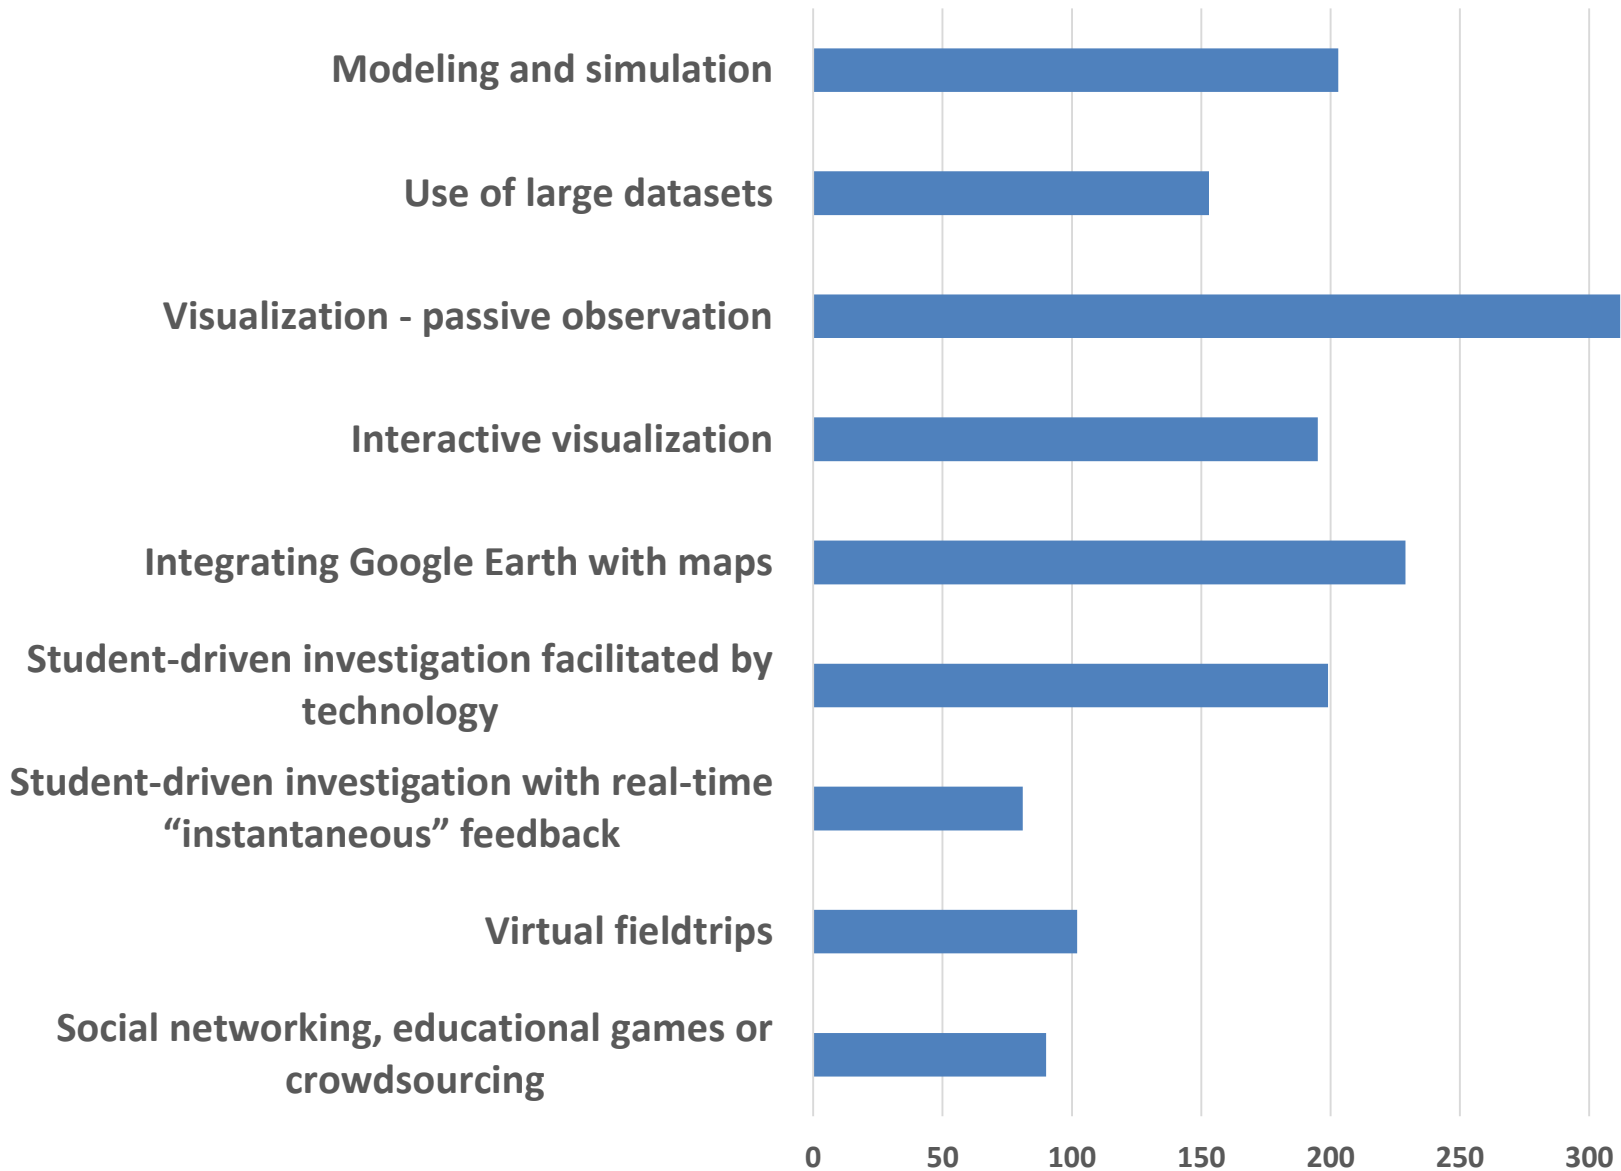 Modeling and simulation
Use of large datasets
Visualization - passive observation
Interactive visualization
Integrating Google Earth with maps
Student-driven investigation facilitated by
technology
Student-driven investigation with real-time
“instantaneous” feedback
Virtual fieldtrips
Social networking, educational games or
crowdsourcing
0 50 100 150 200 250 300